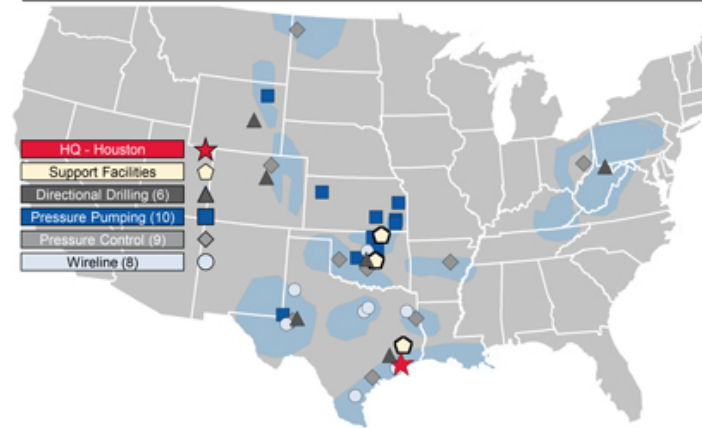 HQ - Houston
Support Facilities
Directional Drilling (6)
Pressure Pumping (10)
Pressure Control (9)
Wireline (8)